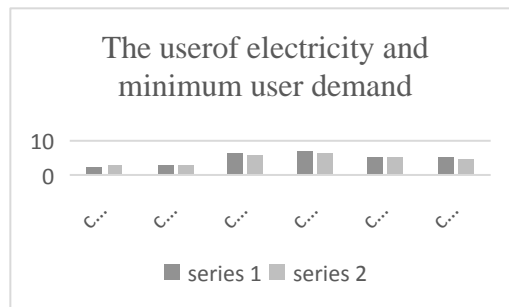 The userof electricity and
minimum user demand
10
0
c...
c...
c...
c...
c...
c...
series 1
series 2